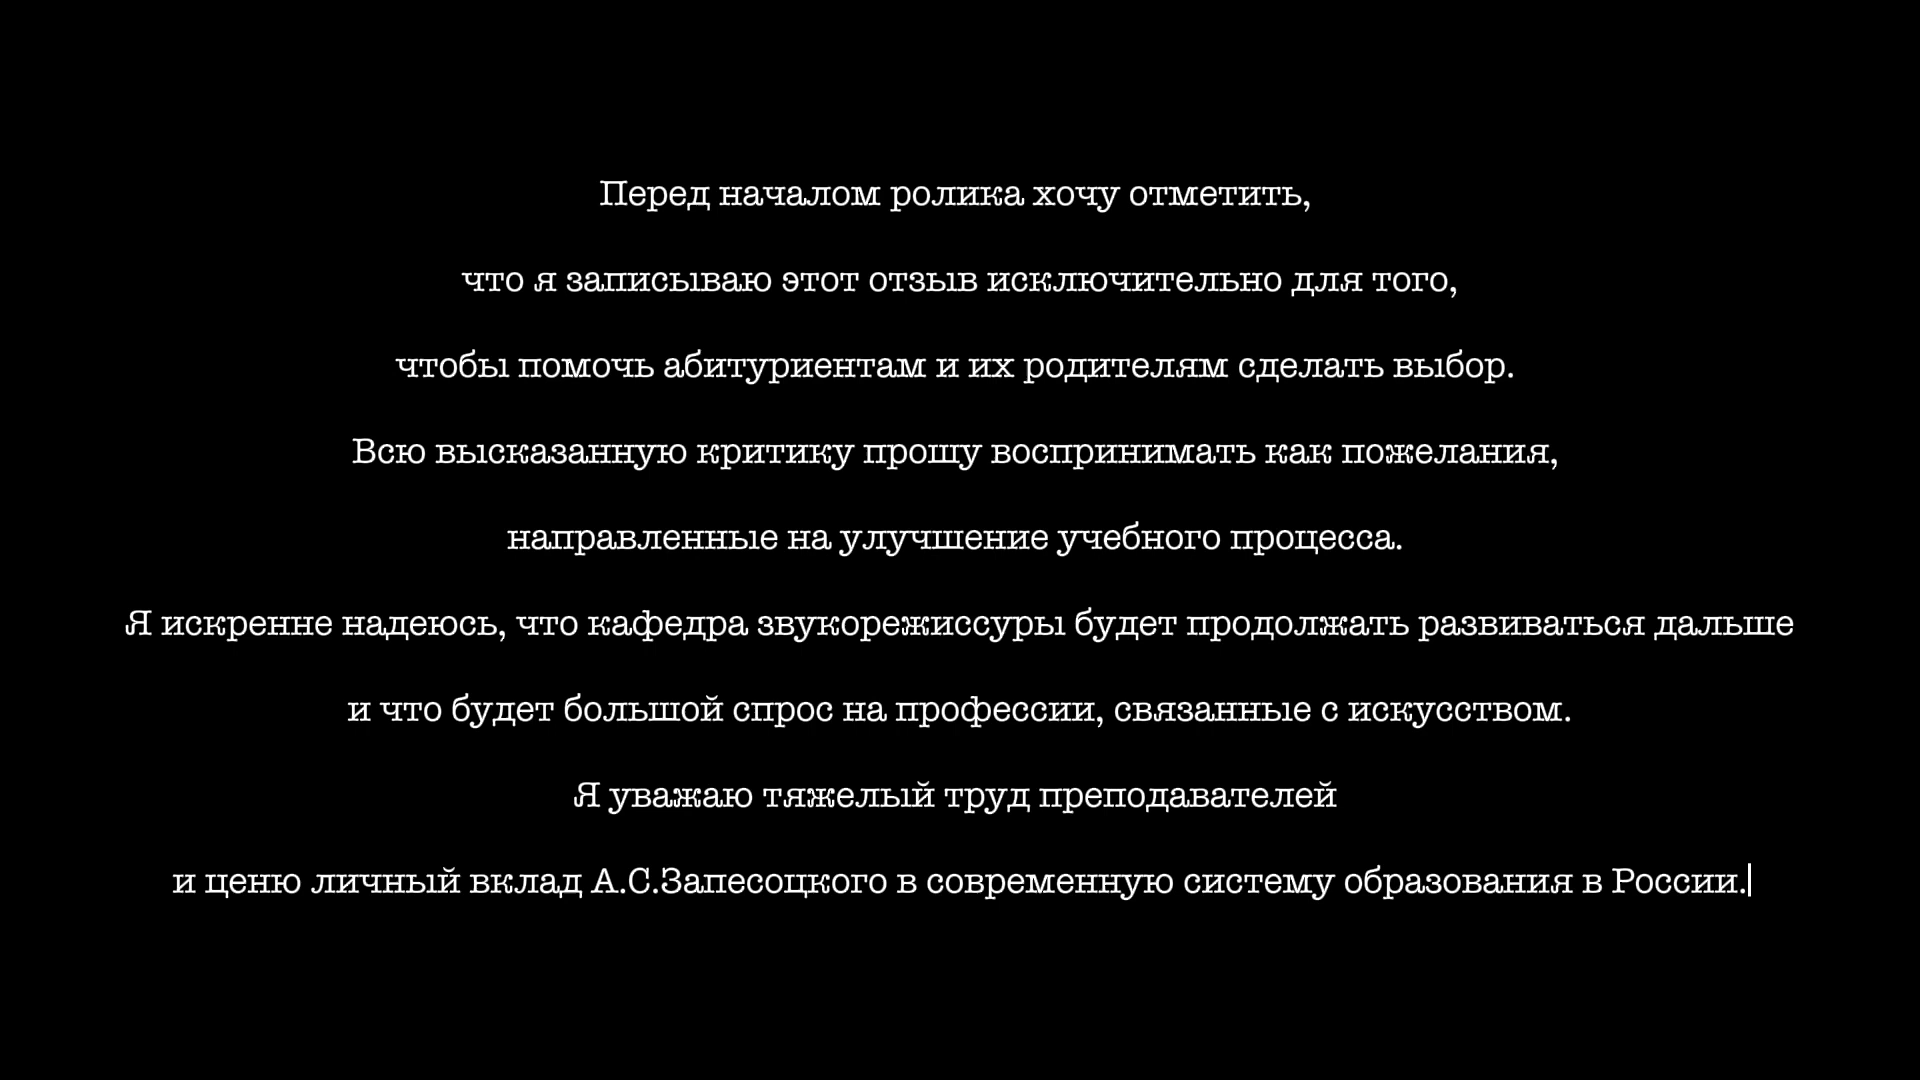 Перед началом ролика хочу отметить,
что я записываю этот отзыв исключительно для того,
чтобы помочь абитуриентам и их родителям сделать выбор.
Всю высказанную критику прошу воспринимать как пожелания,
направленные на улучшение учебного процесса.
Я искренне надеюсь, что кафедра звукорежиссуры будет продолжать развиваться дальше
и что будет большой спрос на профессии, связанные с искусством.
Я уважаю тяжелый труд преподавателей
и ценю личный вклад А.С.Запесоцкого в современную систему образования в России.